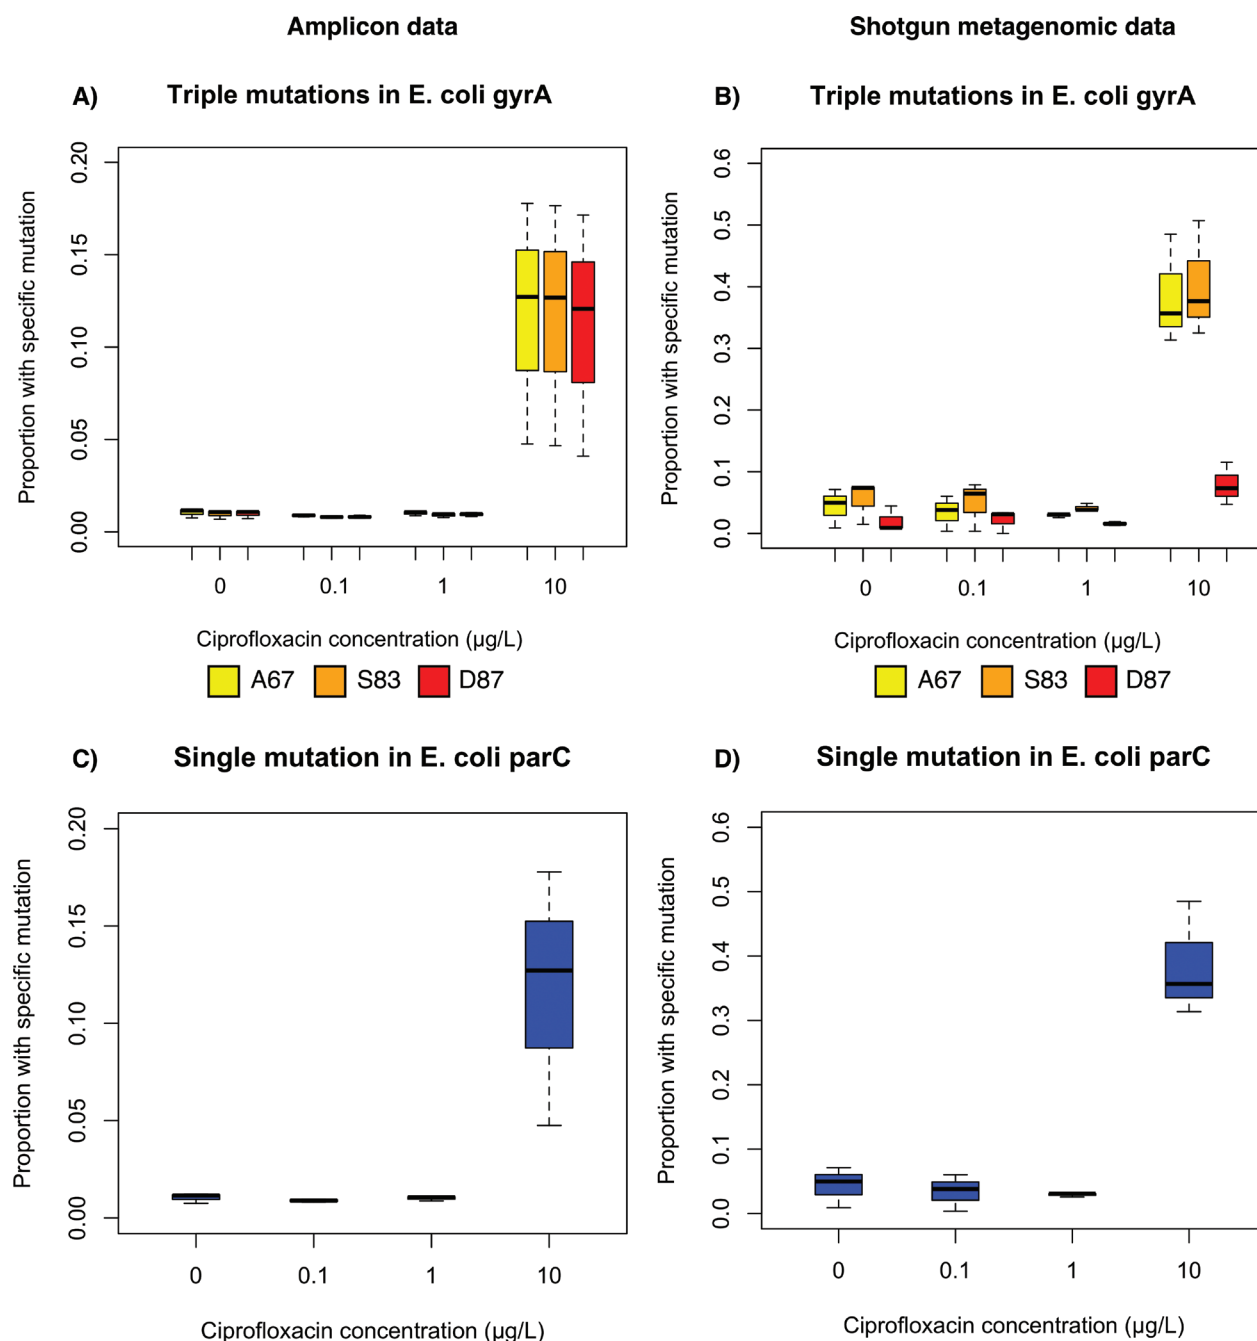 Amplicon data
Shotgun metagenomic data
A)
Triple mutations in E. coli gyrA
Proportion with specific mutation
0.20
0.15
0.10
0.05
0.00
0 0.1 1 10
Ciprofloxacin concentration (µg/L)
A67 S83 D87
B)
Triple mutations in E. coli gyrA
Proportion with specific mutation
0.6
0.5
0.4
0.3
0.2
0.1
0.0
0 0.1 1 10
Ciprofloxacin concentration (µg/L)
A67 S83 D87
C)
Single mutation in E. coli parC
Proportion with specific mutation
0.20
0.15
0.10
0.05
0.00
0 0.1 1 10
Ciprofloxacin concentration (µg/L)
D)
Single mutation in E. coli parC
Proportion with specific mutation
0.6
0.5
0.4
0.3
0.2
0.1
0.0
0 0.1 1 10
Ciprofloxacin concentration (µg/L)